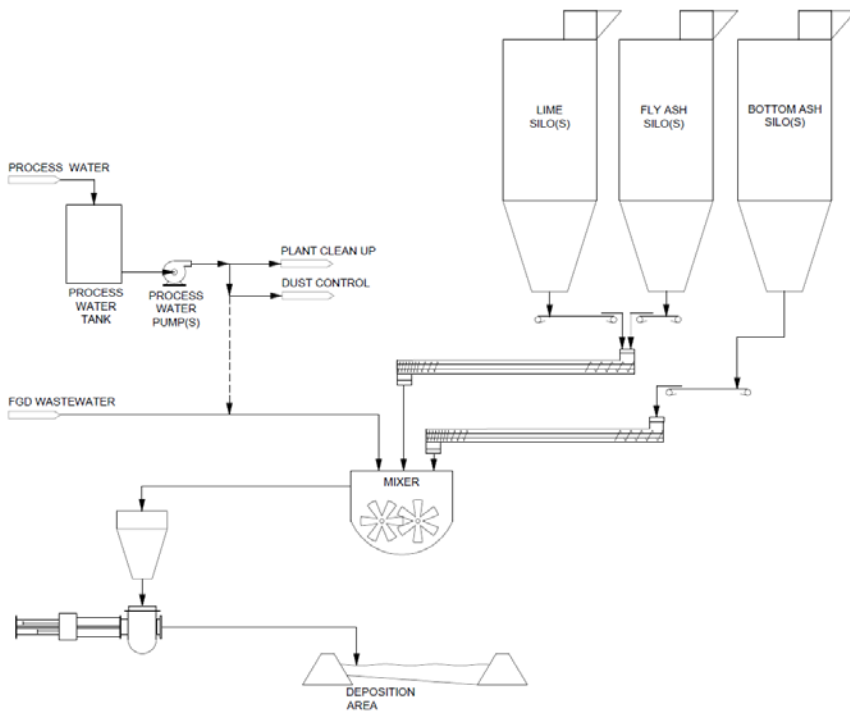 LIME
SILO(S)
FLY ASH
SILO(S)
BOTTOM ASH
SILO(S)
PROCESS WATER
PLANT CLEAN UP
DUST CONTROL
PROCESS
WATER
TANK
PROCESS
WATER
PUMP(S)
FGD WASTEWATER
MIXER
DEPOSITION
AREA